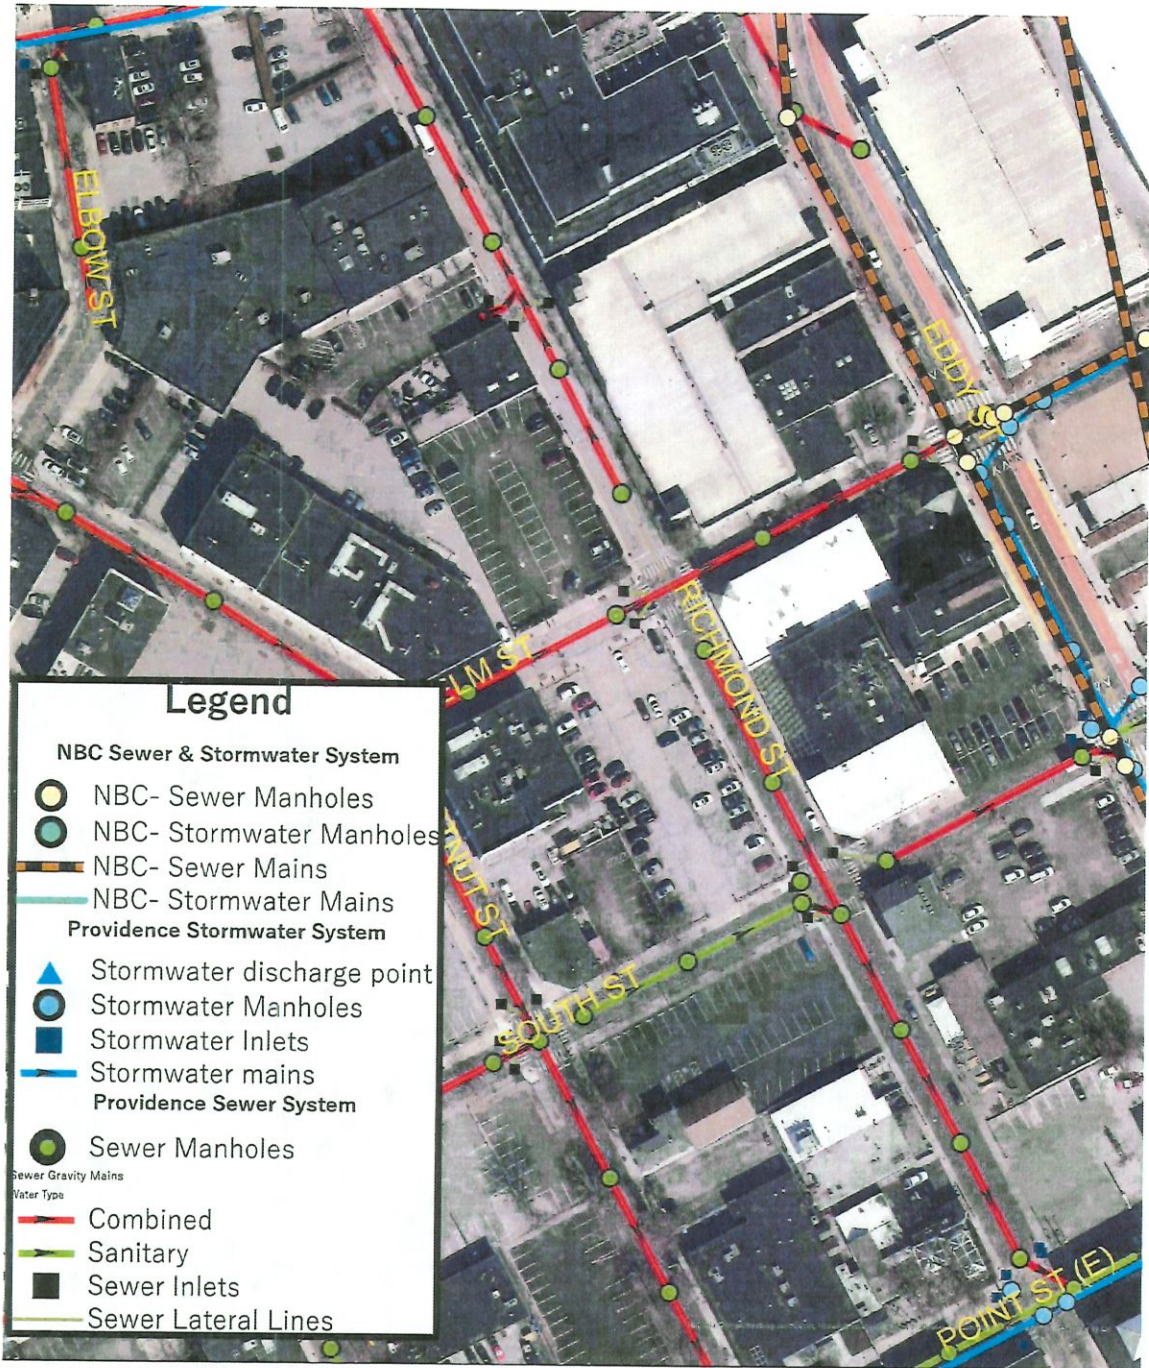 ELBOW ST
EDDY ST
ELM ST
RICHMOND ST
Legend
NBC Sewer & Stormwater System
NBC- Sewer Manholes
NBC- Stormwater Manholes
NBC- Sewer Mains
NBC- Stormwater Mains
Providence Stormwater System
Stormwater discharge point
Stormwater Manholes
Stormwater Inlets
Stormwater mains
Providence Sewer System
Sewer Manholes
Sewer Gravity Mains
Water Type
Combined
Sanitary
Sewer Inlets
Sewer Lateral Lines
TNUT ST
SOUTH ST
POINT ST (E)